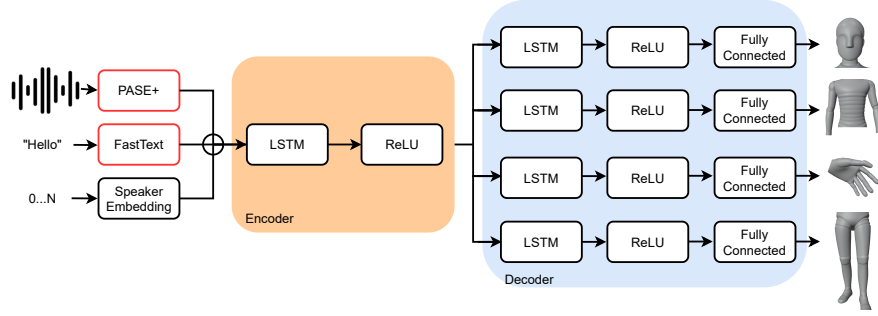 PASE+
"Hello"
FastText
0...N
Speaker
Embedding
LSTM
ReLU
Encoder
LSTM
ReLU
Fully
Connected
LSTM
ReLU
Fully
Connected
LSTM
ReLU
Fully
Connected
LSTM
ReLU
Fully
Connected
Decoder